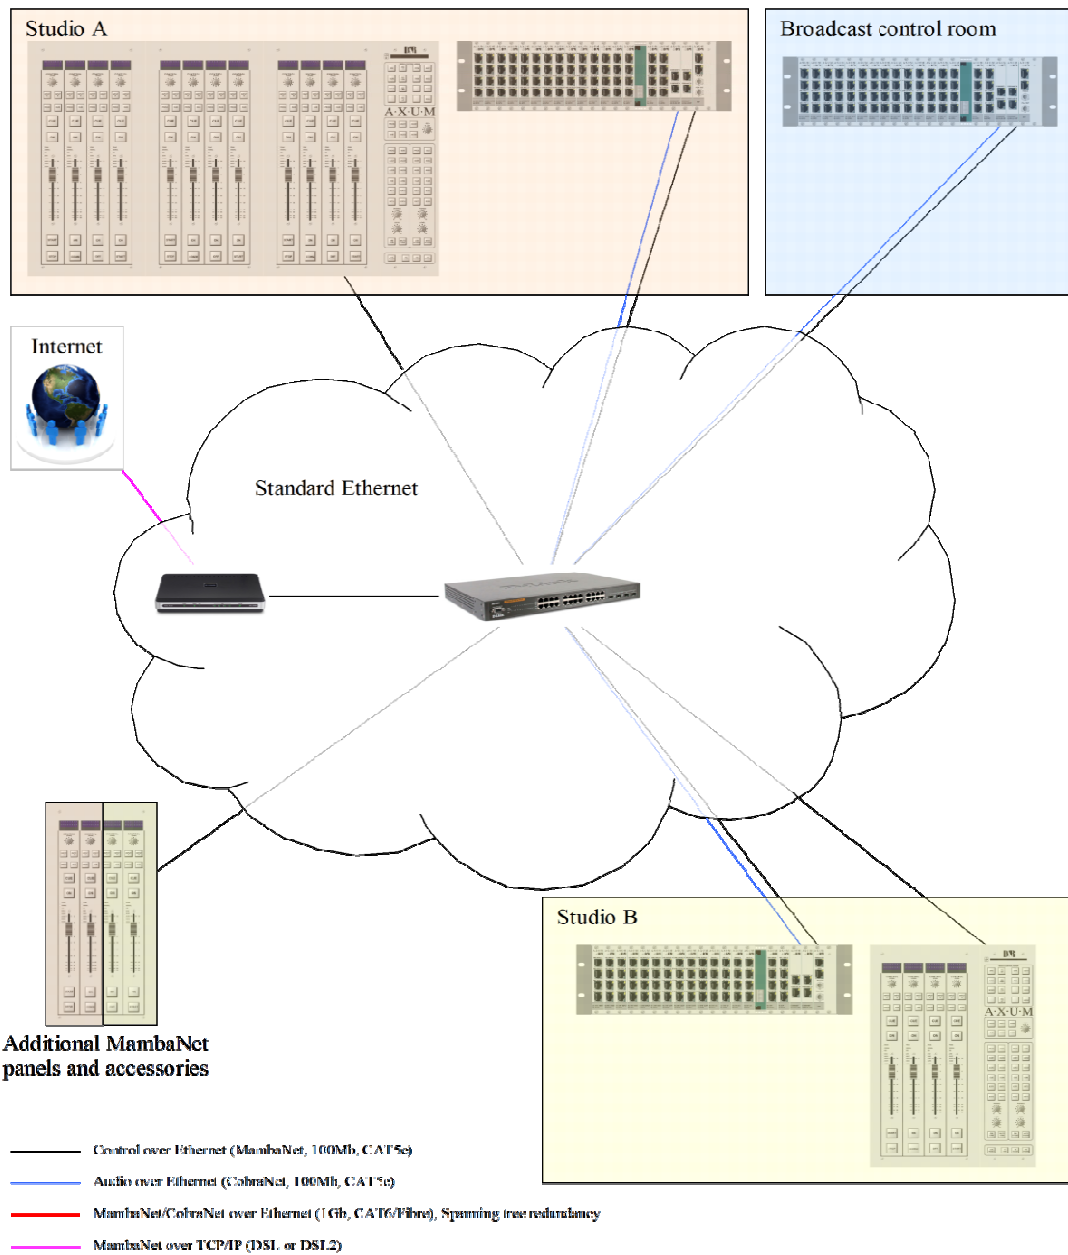 Studio A
Broadcast control room
A·X·U·M
Internet
Standard Ethernet
Studio B
A·X·U·M
Additional MambaNet
panels and accessories
Control over Ethernet (MambaNet, 100Mb, CAT5e)
Audio over Ethernet (CobraNet, 100Mb, CAT5e)
MambaNet/CobraNet over Ethernet (1Gb, CAT6/Fibre), Spanning tree redundancy
MambaNet over TCP/IP (DSL or DSL2)